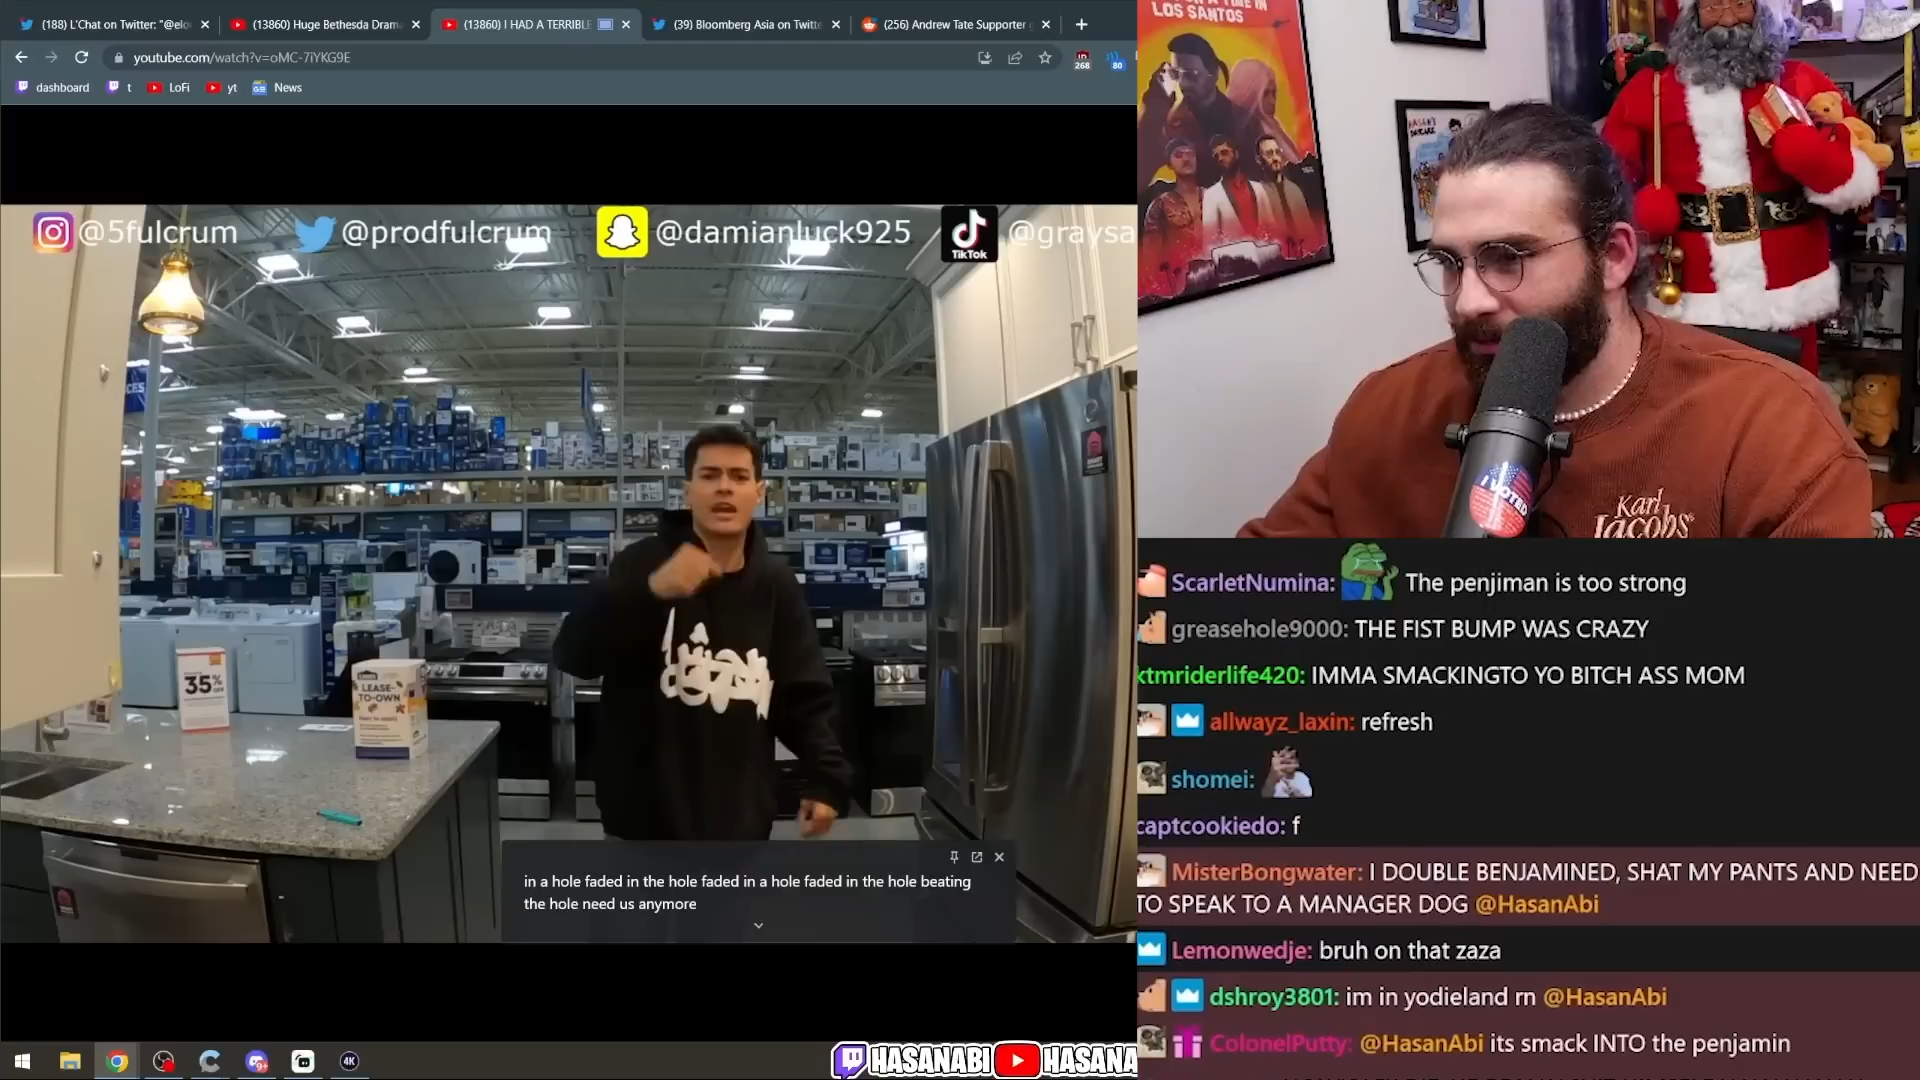 (188) L'Chat on Twitter: "@elo
(13860) Huge Bethesda Drama
(13860) I HAD A TERRIBLE
(39) Bloomberg Asia on Twitte
(256) Andrew Tate Supporter
youtube.com/watch?v=oMC-7iYKG9E
268
80
dashboard
t
LoFi
yt
News
@5fulcrum
@prodfulcrum
@damianluck925
TikTok
@graysa
35%
LEASE-
TO-OWN
in a hole faded in the hole faded in a hole faded in the hole beating
the hole need us anymore
4K
HASANABI
HASANA
LOS SANTOS
I VOTED
Karl
Jacobs
ScarletNumina: The penjiman is too strong
greasehole9000: THE FIST BUMP WAS CRAZY
ktmriderlife420: IMMA SMACKINGTO YO BITCH ASS MOM
allwayz_laxin: refresh
shomei:
captcookiedo: f
MisterBongwater: I DOUBLE BENJAMINED, SHAT MY PANTS AND NEED
TO SPEAK TO A MANAGER DOG @HasanAbi
Lemonwedje: bruh on that zaza
dshroy3801: im in yodieland rn @HasanAbi
ColonelPutty: @HasanAbi its smack INTO the penjamin